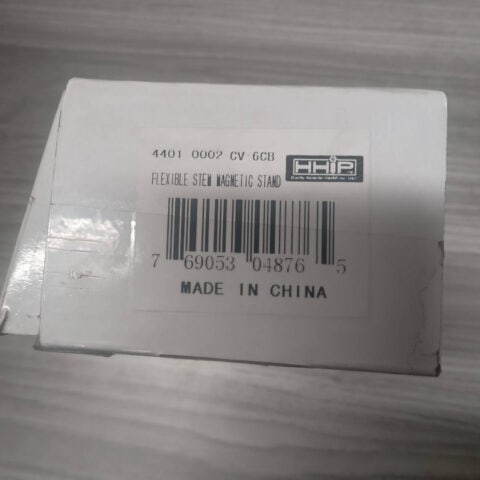 4401 0002 CV 6CB
HHIP
FLEXIBLE STEM MAGNETIC STAND
7 69053 04876 5
MADE IN CHINA